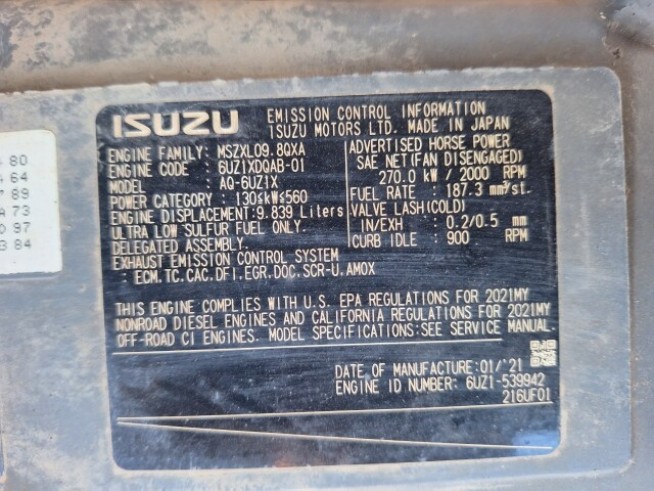 ISUZU
EMISSION CONTROL INFORMATION
ISUZU MOTORS LTD. MADE IN JAPAN
ENGINE FAMILY: MSZXL09.8QXA
ENGINE CODE : 6UZ1XDQAB-01
MODEL : AQ-6UZ1X
POWER CATEGORY : 130≤kW≤560
ENGINE DISPLACEMENT: 9.839 Liters
ULTRA LOW SULFUR FUEL ONLY.
DELEGATED ASSEMBLY.
EXHAUST EMISSION CONTROL SYSTEM
: ECM,TC,CAC,DFI,EGR,DOC,SCR-U,AMOX
ADVERTISED HORSE POWER
SAE NET(FAN DISENGAGED)
270.0 kW / 2000 RPM
FUEL RATE : 187.3 mm³/st.
VALVE LASH(COLD)
IN/EXH : 0.2/0.5 mm
CURB IDLE : 900 RPM
THIS ENGINE COMPLIES WITH U.S. EPA REGULATIONS FOR 2021MY
NONROAD DIESEL ENGINES AND CALIFORNIA REGULATIONS FOR 2021MY
OFF-ROAD CI ENGINES. MODEL SPECIFICATIONS:SEE SERVICE MANUAL.
DATE OF MANUFACTURE:01/'21
ENGINE ID NUMBER: 6UZ1-539942
216UF01
80
64
89
73
97
84